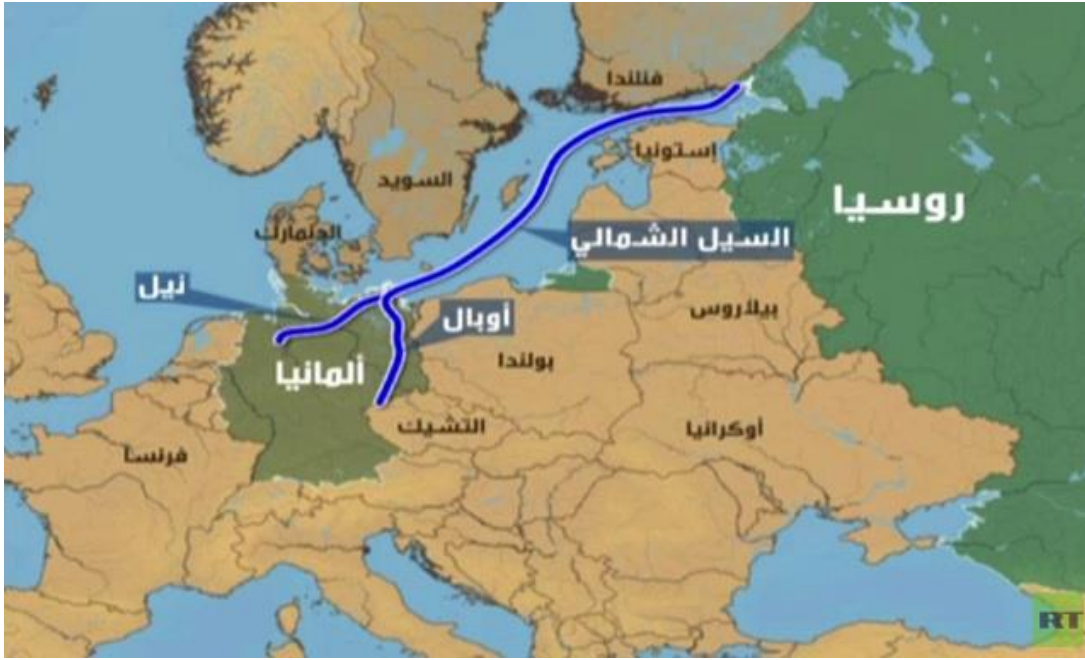 فنلندا
إستونيا
السويد
روسيا
الدنمارك
السيل الشمالي
نيل
أوبال
بيلاروس
بولندا
ألمانيا
التشيك
أوكرانيا
فرنسا
RT